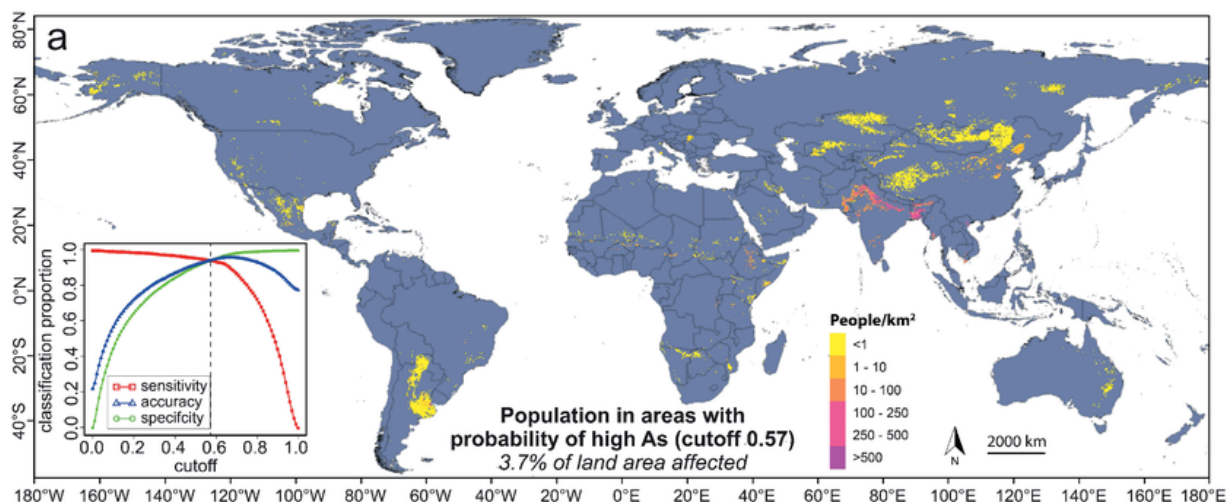 a
80°N
60°N
40°N
20°N
0°N
20°S
40°S
180°W 160°W 140°W 120°W 100°W 80°W 60°W 40°W 20°W 0°E 20°E 40°E 60°E 80°E 100°E 120°E 140°E 160°E 180°E
classification proportion
0.0 0.2 0.4 0.6 0.8 1.0
sensitivity
accuracy
specifcity
0.0 0.2 0.4 0.6 0.8 1.0
cutoff
Population in areas with
probability of high As (cutoff 0.57)
3.7% of land area affected
People/km²
<1
1 - 10
10 - 100
100 - 250
250 - 500
>500
N
2000 km